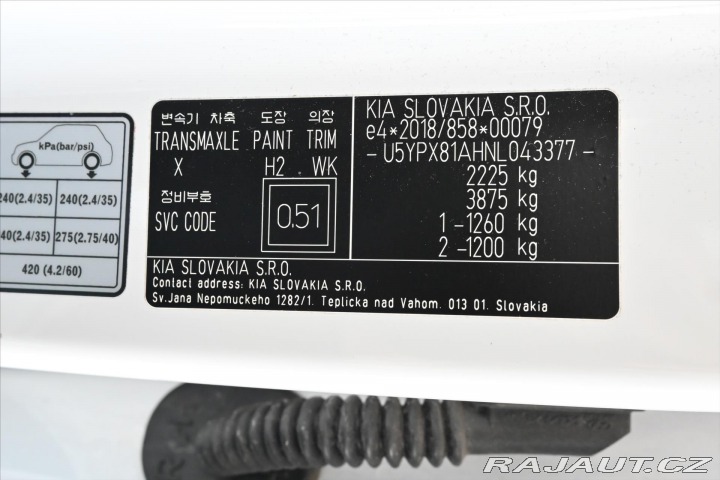 kPa(bar/psi)
240(2.4/35) 240(2.4/35)
40(2.4/35) 275(2.75/40)
420 (4.2/60)
변속기 차축 도장 의장
TRANSMAXLE PAINT TRIM
X H2 WK
정비부호
SVC CODE 0.51
KIA SLOVAKIA S.R.O.
e4*2018/858*00079
- U5YPX81AHNL043377 -
2225 kg
3875 kg
1 -1260 kg
2 -1200 kg
KIA SLOVAKIA S.R.O.
Contact address: KIA SLOVAKIA S.R.O.
Sv.Jana Nepomuckeho 1282/1. Teplicka nad Vahom. 013 01. Slovakia
RAJAUT.CZ